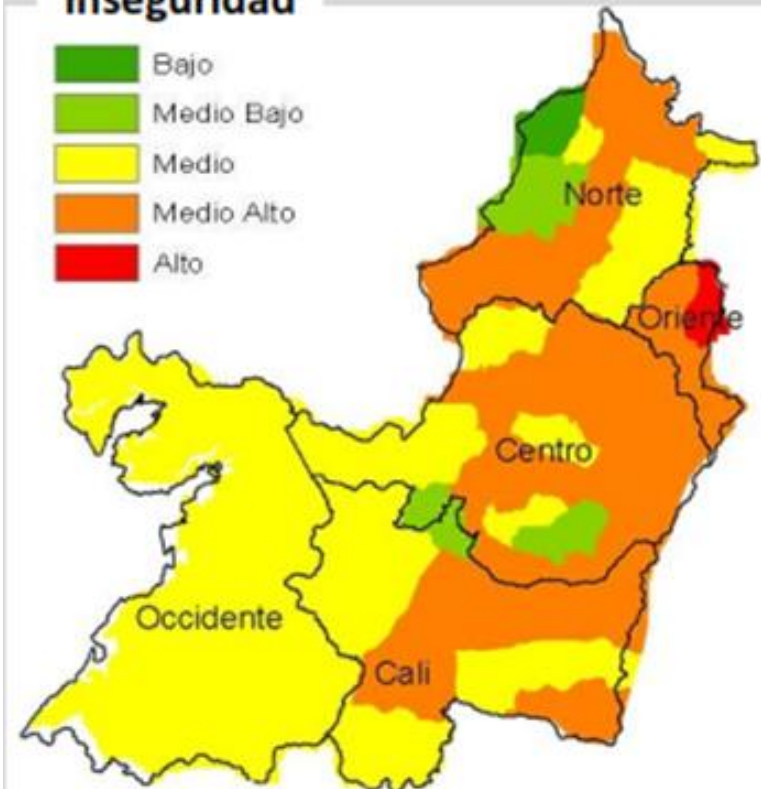 Inseguridad
Bajo
Medio Bajo
Medio
Medio Alto
Alto
Norte
Oriente
Centro
Occidente
Cali